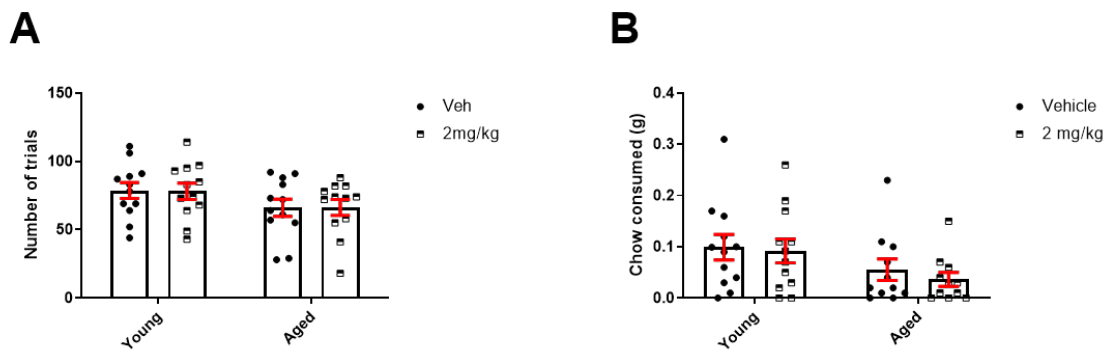 A
Number of trials
150
100
50
0
Young
Aged
Veh
2mg/kg
B
Chow consumed (g)
0.4
0.3
0.2
0.1
0.0
Young
Aged
Vehicle
2 mg/kg